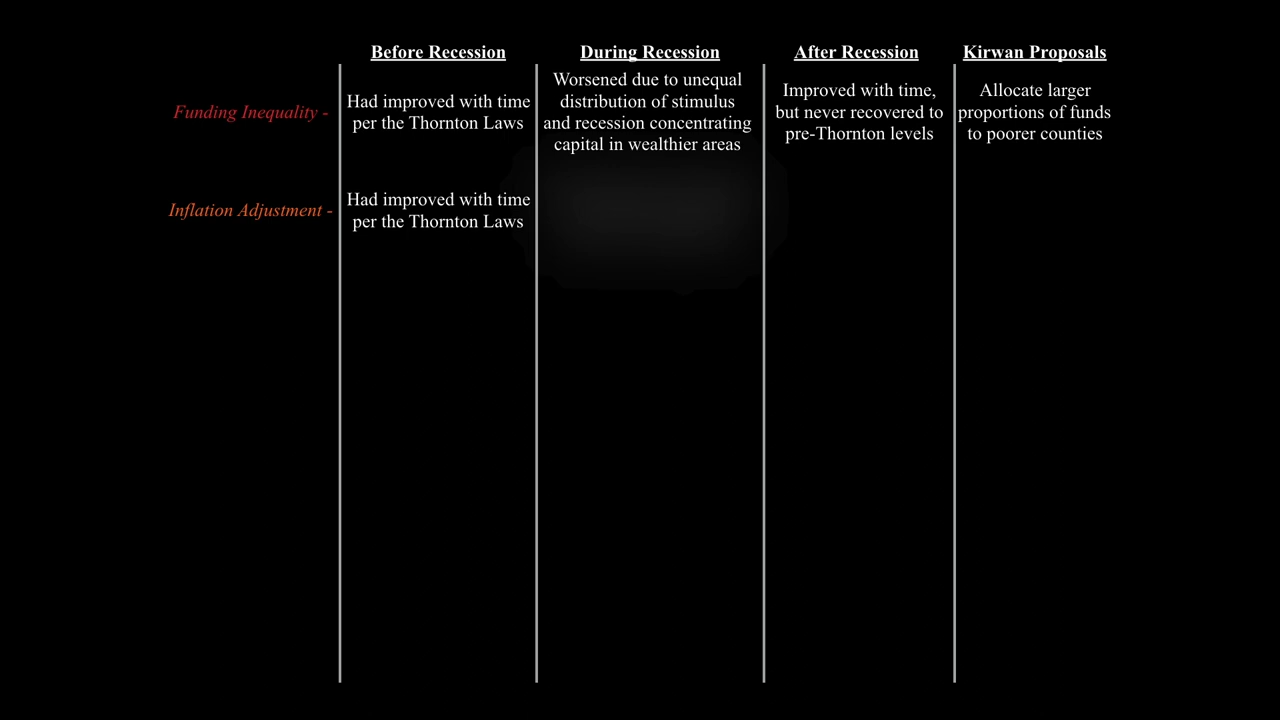 Before Recession
During Recession
After Recession
Kirwan Proposals
Funding Inequality -
Had improved with time
per the Thornton Laws
Worsened due to unequal
distribution of stimulus
and recession concentrating
capital in wealthier areas
Improved with time,
but never recovered to
pre-Thornton levels
Allocate larger
proportions of funds
to poorer counties
Inflation Adjustment -
Had improved with time
per the Thornton Laws